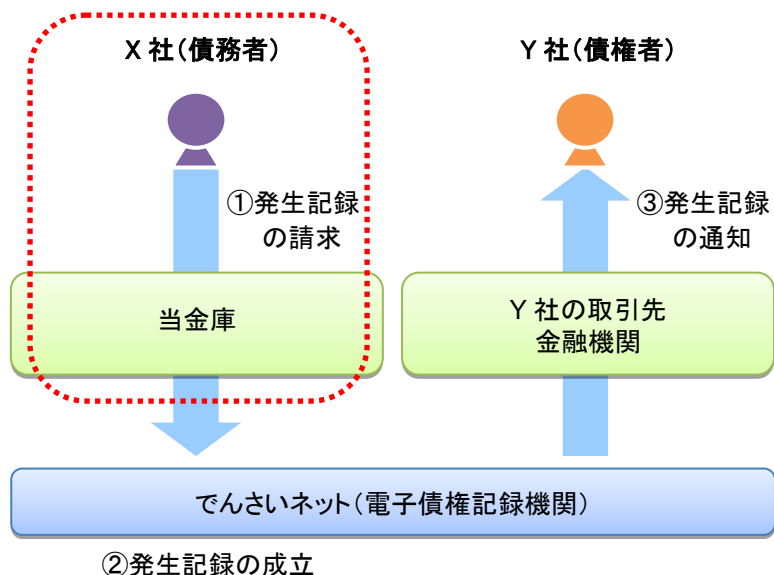 X 社（債務者）
Y 社（債権者）
①発生記録
の請求
③発生記録
の通知
当金庫
Y 社の取引先
金融機関
でんさいネット（電子債権記録機関）
②発生記録の成立